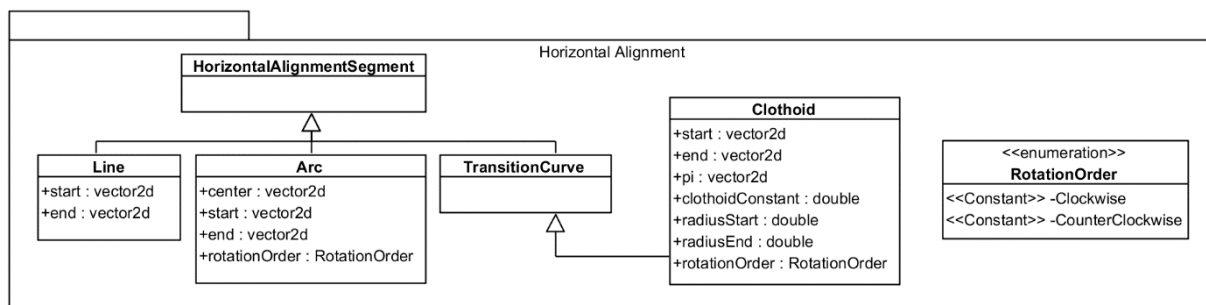 Horizontal Alignment
HorizontalAlignmentSegment
Line
+start : vector2d
+end : vector2d
Arc
+center : vector2d
+start : vector2d
+end : vector2d
+rotationOrder : RotationOrder
TransitionCurve
Clothoid
+start : vector2d
+end : vector2d
+pi : vector2d
+clothoidConstant : double
+radiusStart : double
+radiusEnd : double
+rotationOrder : RotationOrder
<<enumeration>>
RotationOrder
<<Constant>> -Clockwise
<<Constant>> -CounterClockwise